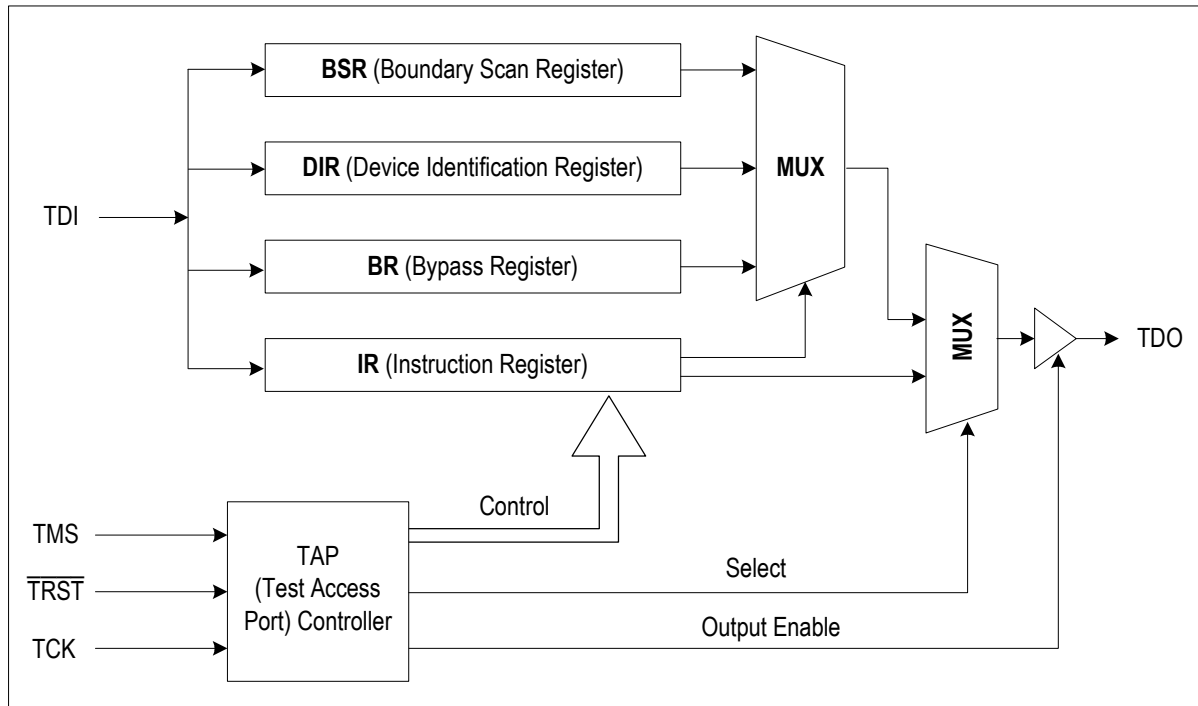 BSR (Boundary Scan Register)
DIR (Device Identification Register)
MUX
TDI
BR (Bypass Register)
MUX
TDO
IR (Instruction Register)
Control
TMS
TAP
(Test Access
Port) Controller
TRST
Select
TCK
Output Enable